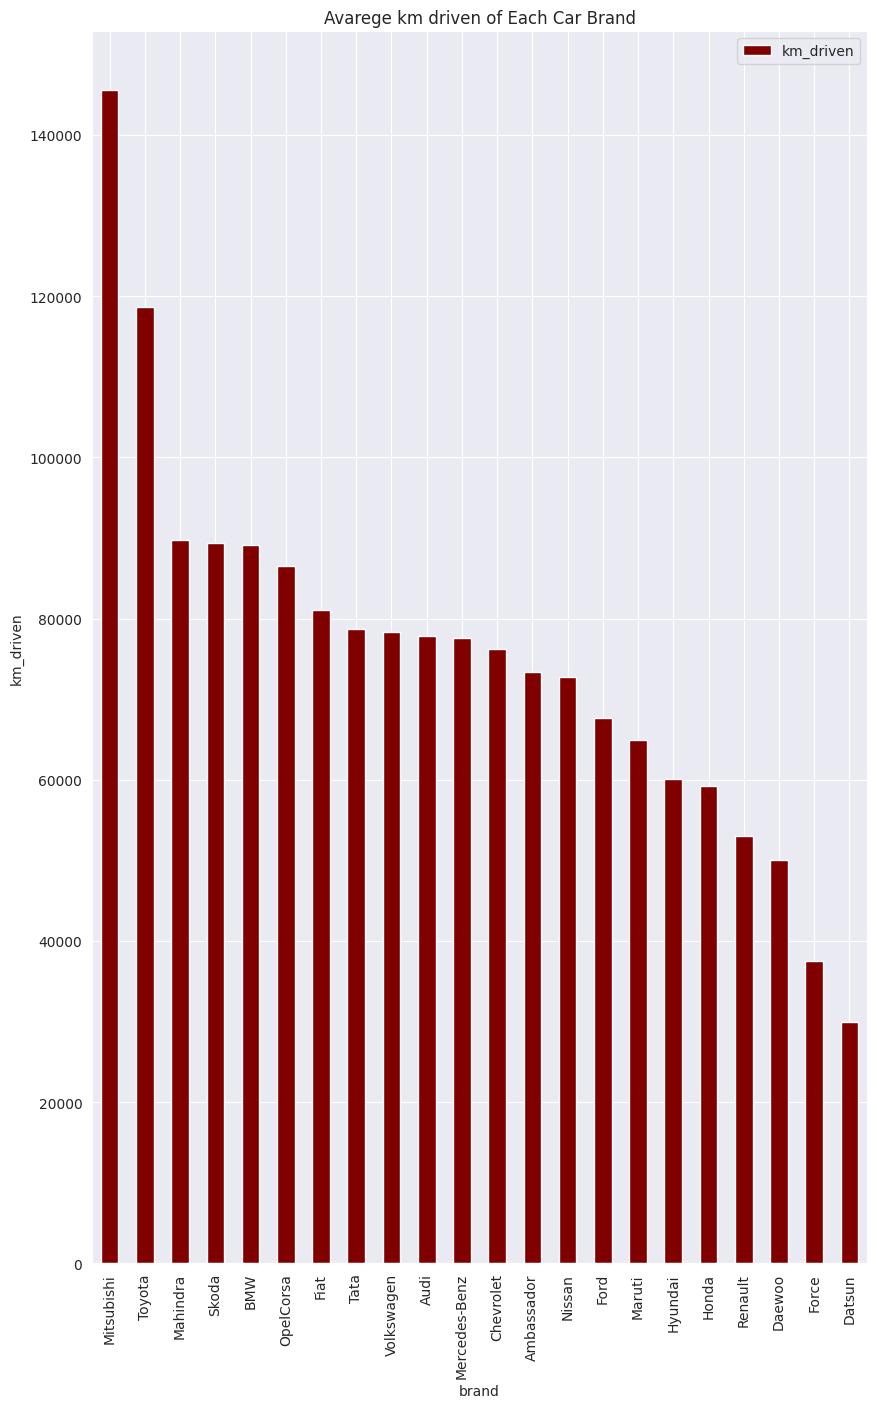 Avarege km driven of Each Car Brand
km_driven
140000
120000
100000
80000
60000
40000
20000
0
km_driven
Mitsubishi
Toyota
Mahindra
Skoda
BMW
OpelCorsa
Fiat
Tata
Volkswagen
Audi
Mercedes-Benz
Chevrolet
Ambassador
Nissan
Ford
Maruti
Hyundai
Honda
Renault
Daewoo
Force
Datsun
brand